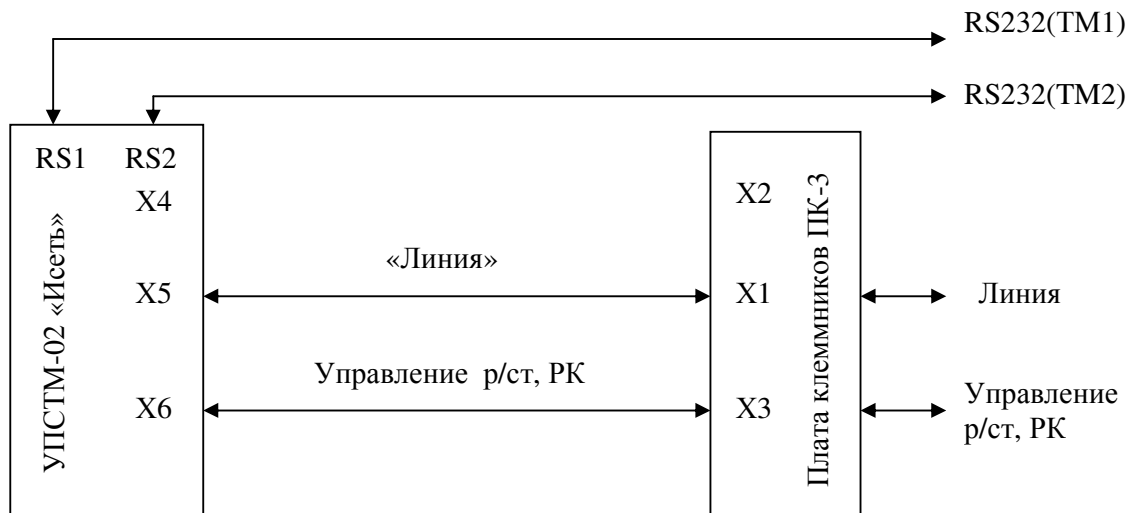 RS232(TM1)
RS232(TM2)
RS1 RS2
X4
X5
X6
УПСТМ-02 «Исеть»
«Линия»
Управление р/ст, РК
X2
X1
X3
Плата клеммников ПК-3
Линия
Управление
р/ст, РК